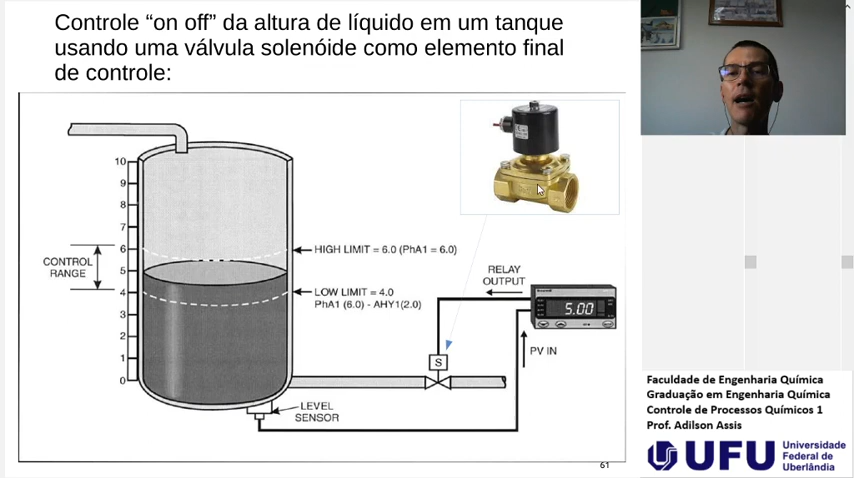 Controle “on off” da altura de líquido em um tanque
usando uma válvula solenóide como elemento final
de controle:
10
9
8
7
6
5
4
3
2
1
0
CONTROL
RANGE
HIGH LIMIT = 6.0 (PhA1 = 6.0)
LOW LIMIT = 4.0
PhA1 (6.0) - AHY1(2.0)
RELAY
OUTPUT
5.00
PV IN
S
LEVEL
SENSOR
61
Faculdade de Engenharia Química
Graduação em Engenharia Química
Controle de Processos Químicos 1
Prof. Adilson Assis
UFU
Universidade
Federal de
Uberlândia